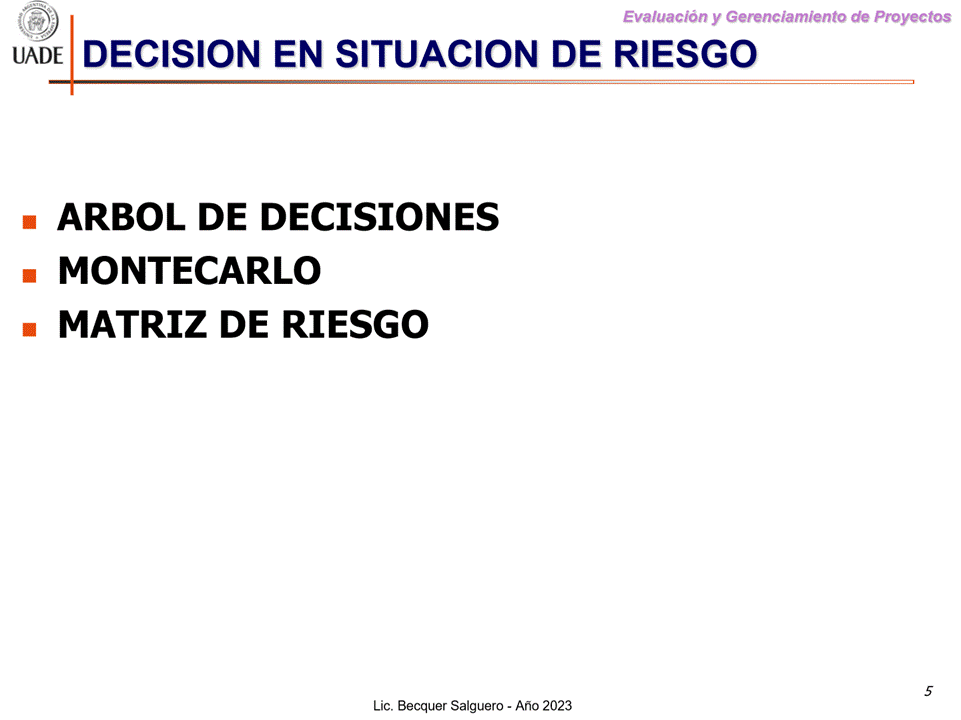 Evaluación y Gerenciamiento de Proyectos
UADE
DECISION EN SITUACION DE RIESGO
ARBOL DE DECISIONES
MONTECARLO
MATRIZ DE RIESGO
5
Lic. Becquer Salguero - Año 2023